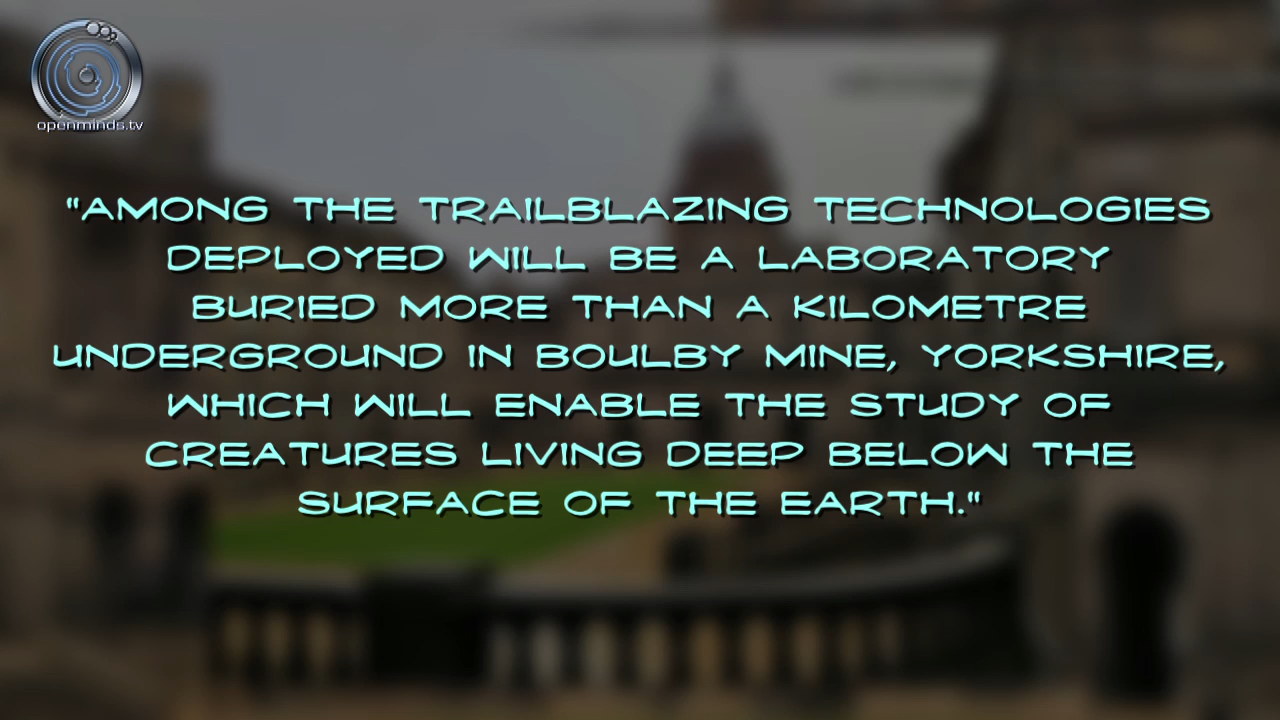 openminds.tv
"AMONG THE TRAILBLAZING TECHNOLOGIES
DEPLOYED WILL BE A LABORATORY
BURIED MORE THAN A KILOMETRE
UNDERGROUND IN BOULBY MINE, YORKSHIRE,
WHICH WILL ENABLE THE STUDY OF
CREATURES LIVING DEEP BELOW THE
SURFACE OF THE EARTH."